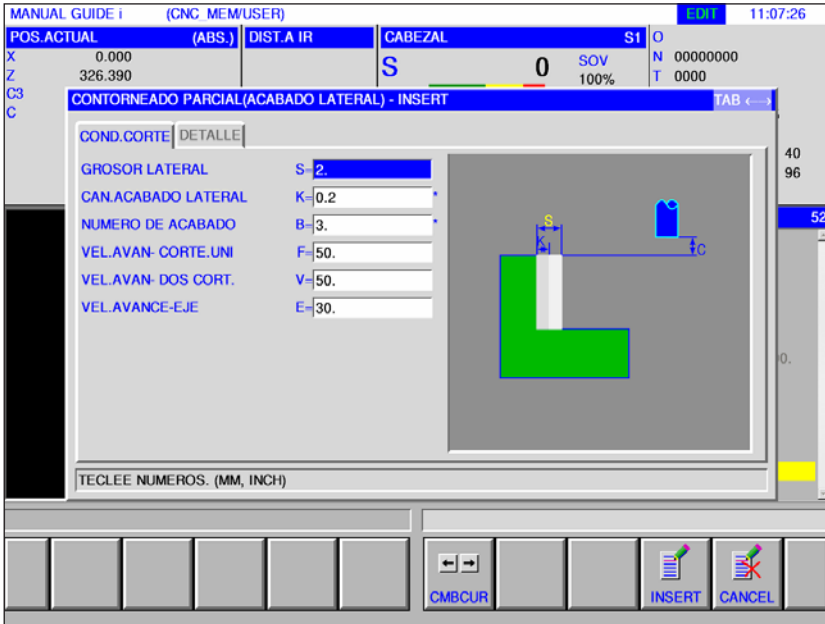 MANUAL GUIDE i (CNC_MEM/USER) EDIT 11:07:26
POS.ACTUAL (ABS.) DIST.A IR CABEZAL S1 O
X 0.000 S 0 SOV N 00000000
Z 326.390 100% T 0000
C3
C
CONTORNEADO PARCIAL(ACABADO LATERAL) - INSERT TAB ←→
COND.CORTE DETALLE
40
96
GROSOR LATERAL S=2.
CAN.ACABADO LATERAL K=0.2 *
NUMERO DE ACABADO B=3. *
VEL.AVAN- CORTE.UNI F=50.
VEL.AVAN- DOS CORT. V=50.
VEL.AVANCE-EJE E=30.
S
K
C
52
0.
TECLEE NUMEROS. (MM, INCH)
CMBCUR INSERT CANCEL